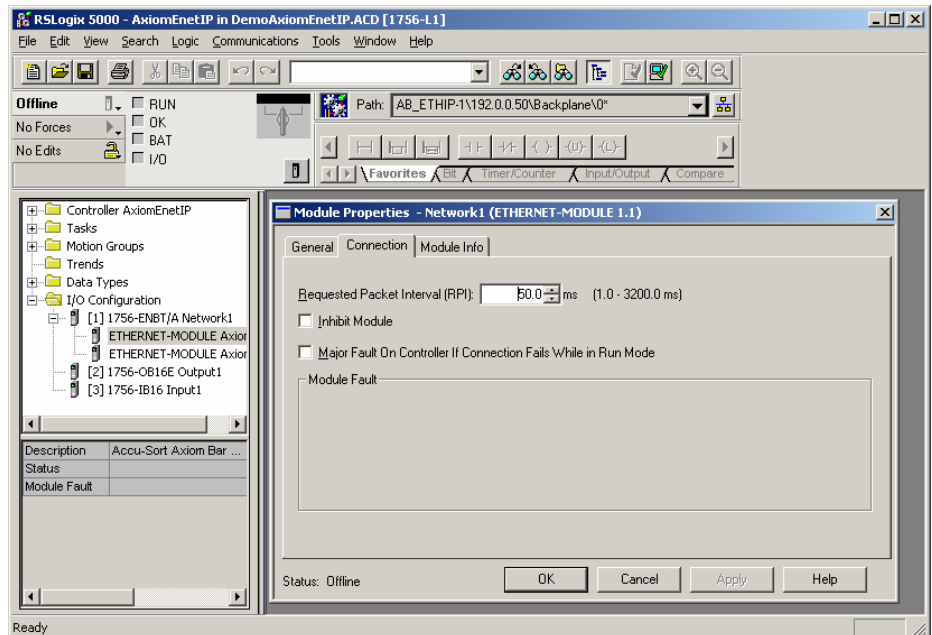 RSLogix 5000 - AxiomEnetIP in DemoAxiomEnetIP.ACD [1756-L1]
File Edit View Search Logic Communications Tools Window Help
Offline RUN
No Forces OK
No Edits BAT
I/O
Path: AB_ETHIP-1\192.0.0.50\Backplane\0*
Favorites Bit Timer/Counter Input/Output Compare
Controller AxiomEnetIP
Tasks
Motion Groups
Trends
Data Types
I/O Configuration
[1] 1756-ENBT/A Network1
ETHERNET-MODULE Axior
ETHERNET-MODULE Axior
[2] 1756-OB16E Output1
[3] 1756-IB16 Input1
Description Accu-Sort Axiom Bar ...
Status
Module Fault
Module Properties - Network1 (ETHERNET-MODULE 1.1)
General Connection Module Info
Requested Packet Interval (RPI): 50.0 ms (1.0 - 3200.0 ms)
Inhibit Module
Major Fault On Controller If Connection Fails While in Run Mode
Module Fault
Status: Offline OK Cancel Apply Help
Ready